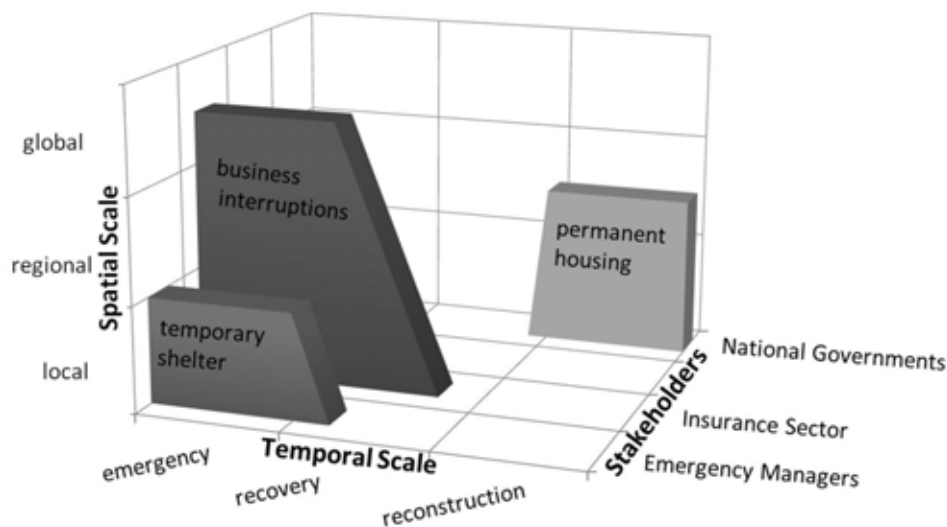 global
regional
local
Spatial Scale
business
interruptions
temporary
shelter
permanent
housing
emergency
recovery
reconstruction
Temporal Scale
Stakeholders
National Governments
Insurance Sector
Emergency Managers